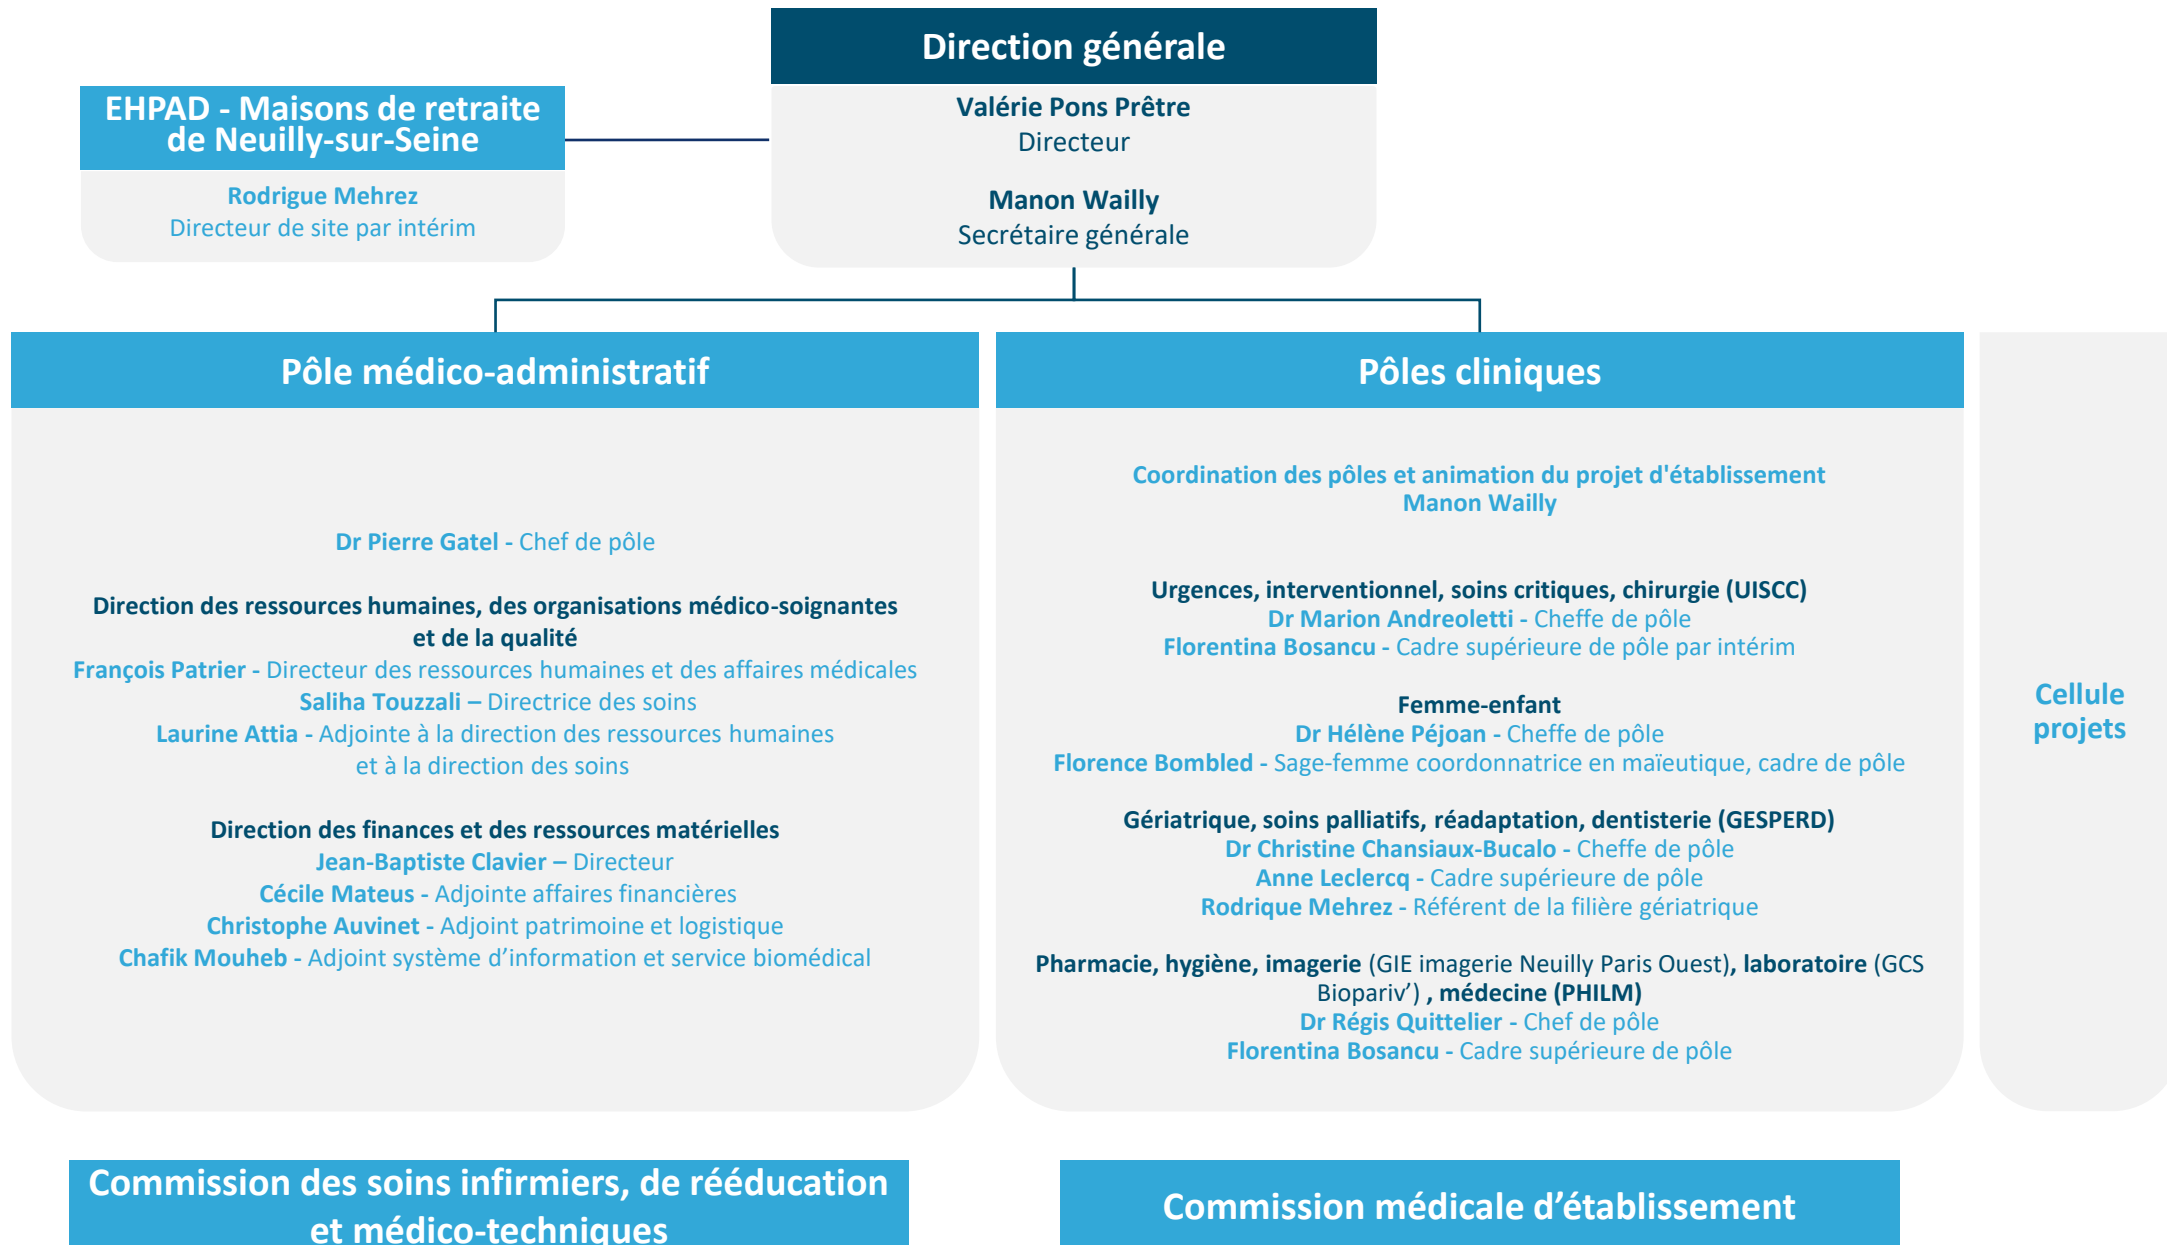 Direction générale
Valérie Pons Prêtre
Directeur
Manon Wailly
Secrétaire générale
EHPAD - Maisons de retraite
de Neuilly-sur-Seine
Rodrigue Mehrez
Directeur de site par intérim
Pôle médico-administratif
Dr Pierre Gatel - Chef de pôle
Direction des ressources humaines, des organisations médico-soignantes
et de la qualité
François Patrier - Directeur des ressources humaines et des affaires médicales
Saliha Touzzali – Directrice des soins
Laurine Attia - Adjointe à la direction des ressources humaines
et à la direction des soins
Direction des finances et des ressources matérielles
Jean-Baptiste Clavier – Directeur
Cécile Mateus - Adjointe affaires financières
Christophe Auvinet - Adjoint patrimoine et logistique
Chafik Mouheb - Adjoint système d’information et service biomédical
Pôles cliniques
Coordination des pôles et animation du projet d'établissement
Manon Wailly
Urgences, interventionnel, soins critiques, chirurgie (UISCC)
Dr Marion Andreoletti - Cheffe de pôle
Florentina Bosancu - Cadre supérieure de pôle par intérim
Femme-enfant
Dr Hélène Péjoan - Cheffe de pôle
Florence Bombled - Sage-femme coordonnatrice en maïeutique, cadre de pôle
Gériatrique, soins palliatifs, réadaptation, dentisterie (GESPERD)
Dr Christine Chansiaux-Bucalo - Cheffe de pôle
Anne Leclercq - Cadre supérieure de pôle
Rodrique Mehrez - Référent de la filière gériatrique
Pharmacie, hygiène, imagerie (GIE imagerie Neuilly Paris Ouest), laboratoire (GCS
Biopariv’) , médecine (PHILM)
Dr Régis Quittelier - Chef de pôle
Florentina Bosancu - Cadre supérieure de pôle
Cellule
projets
Commission des soins infirmiers, de rééducation
et médico-techniques
Commission médicale d’établissement